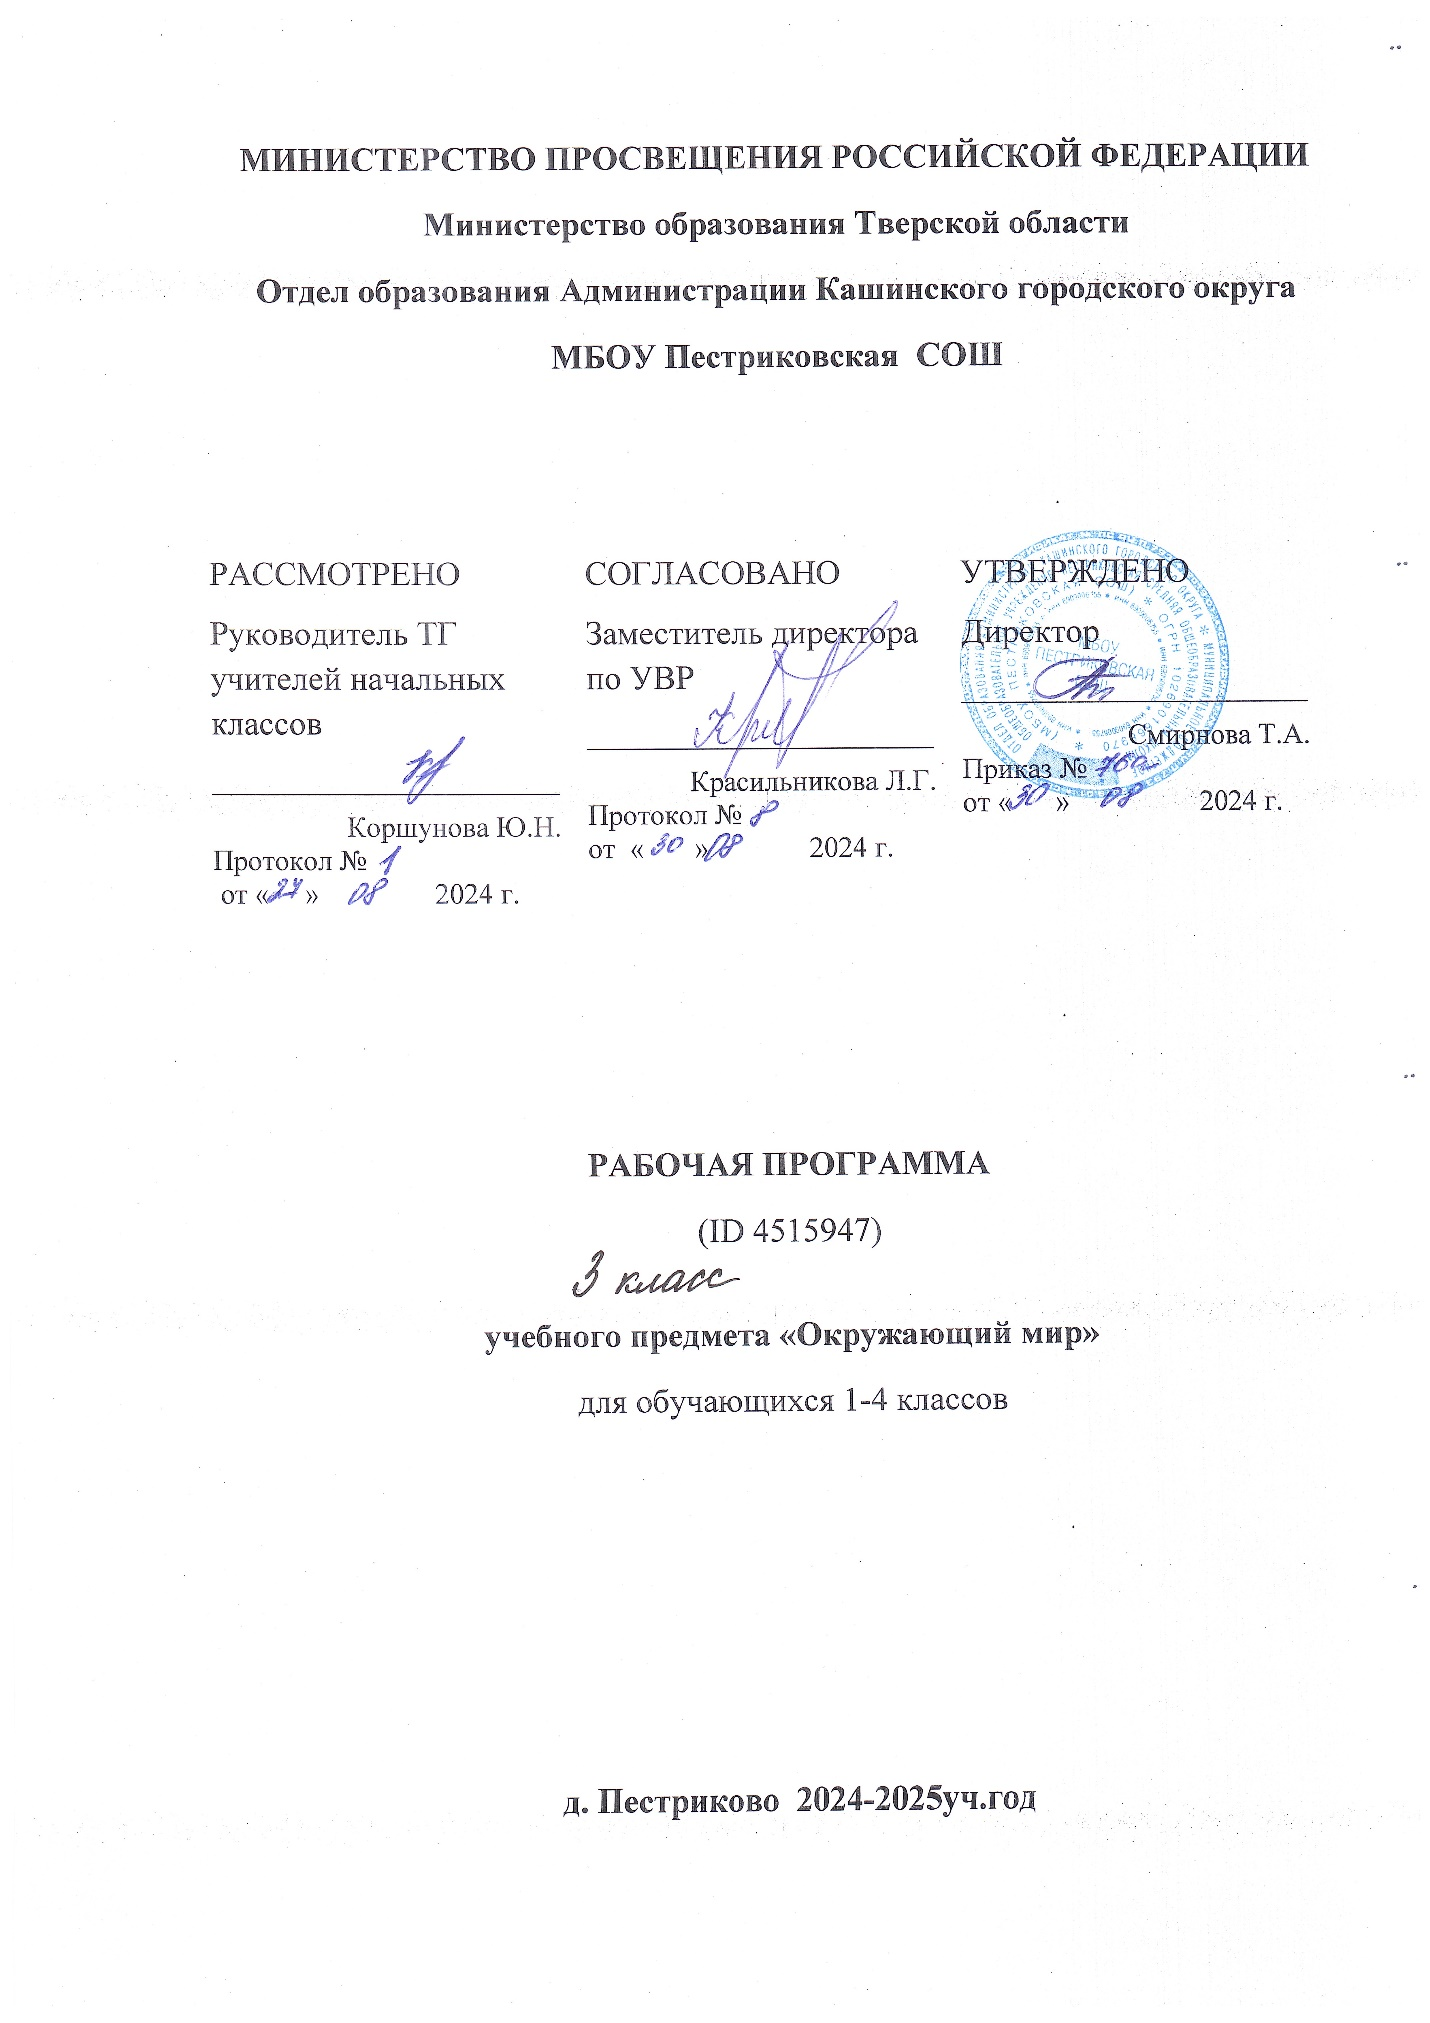 МИНИСТЕРСТВО ПРОСВЕЩЕНИЯ РОССИЙСКОЙ ФЕДЕРАЦИИ
Министерство образования Тверской области
Отдел образования Администрации Кашинского городского округа
МБОУ Пестриковская СОШ
РАССМОТРЕНО
Руководитель ТГ
учителей начальных
классов
Коршунова Ю.Н.
Протокол № 1
от «27» 08 2024 г.
СОГЛАСОВАНО
Заместитель директора
по УВР
Красильникова Л.Г.
Протокол № 8
от « 30 » 08 2024 г.
УТВЕРЖДЕНО
Директор
Смирнова Т.А.
Приказ №
от «30 » 08 2024 г.
МБОУ
ПЕСТРИКОВСКАЯ
РАБОЧАЯ ПРОГРАММА
(ID 4515947)
3 класс
учебного предмета «Окружающий мир»
для обучающихся 1-4 классов
д. Пестриково 2024-2025уч.год